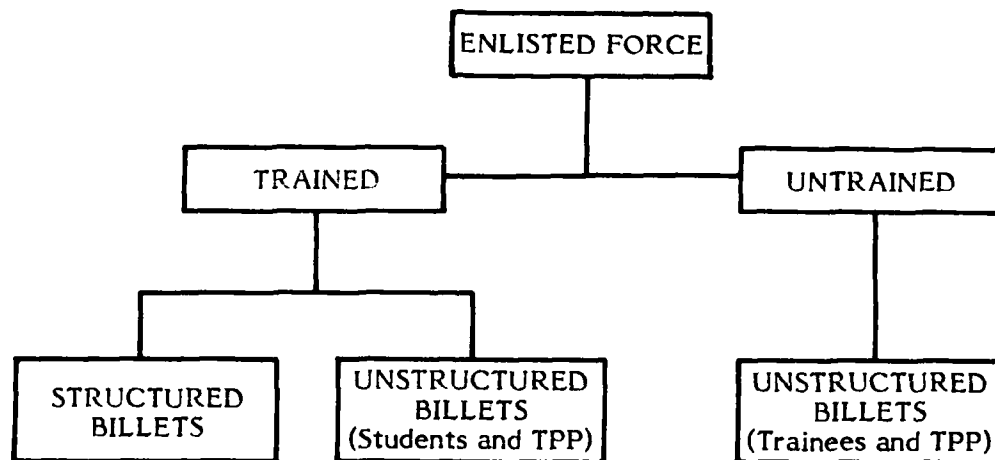 ENLISTED FORCE
TRAINED
UNTRAINED
STRUCTURED
BILLETS
UNSTRUCTURED
BILLETS
(Students and TPP)
UNSTRUCTURED
BILLETS
(Trainees and TPP)